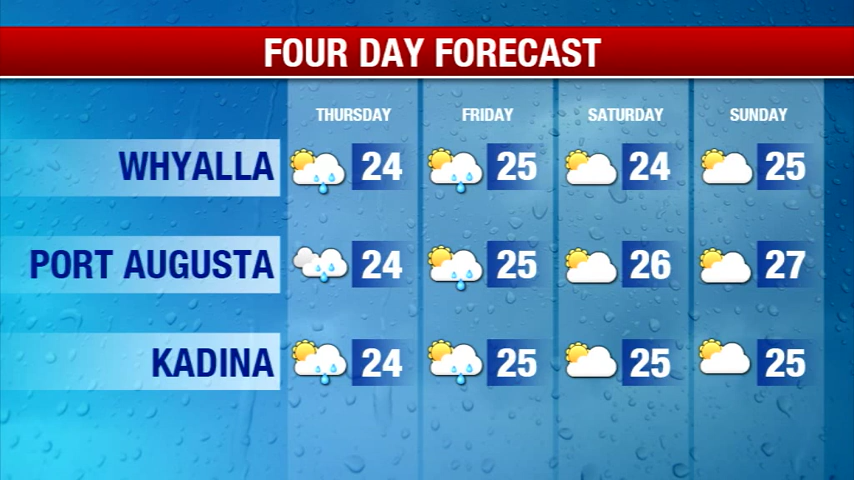 FOUR DAY FORECAST
THURSDAY FRIDAY SATURDAY SUNDAY
WHYALLA 24 25 24 25
PORT AUGUSTA 24 25 26 27
KADINA 24 25 25 25